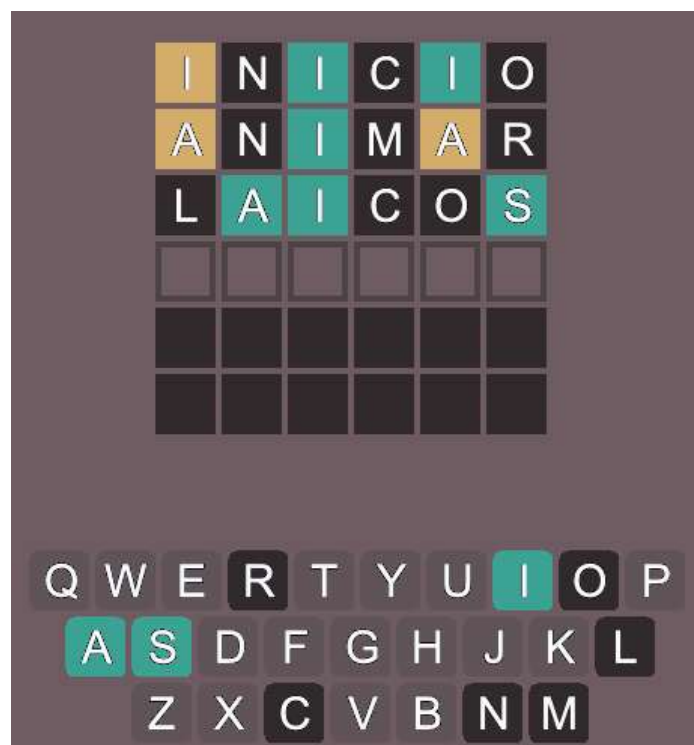 INICIO
ANIMAR
LAICOS
QWERTYUIOP
ASDFGHJKL
ZXCVBNM